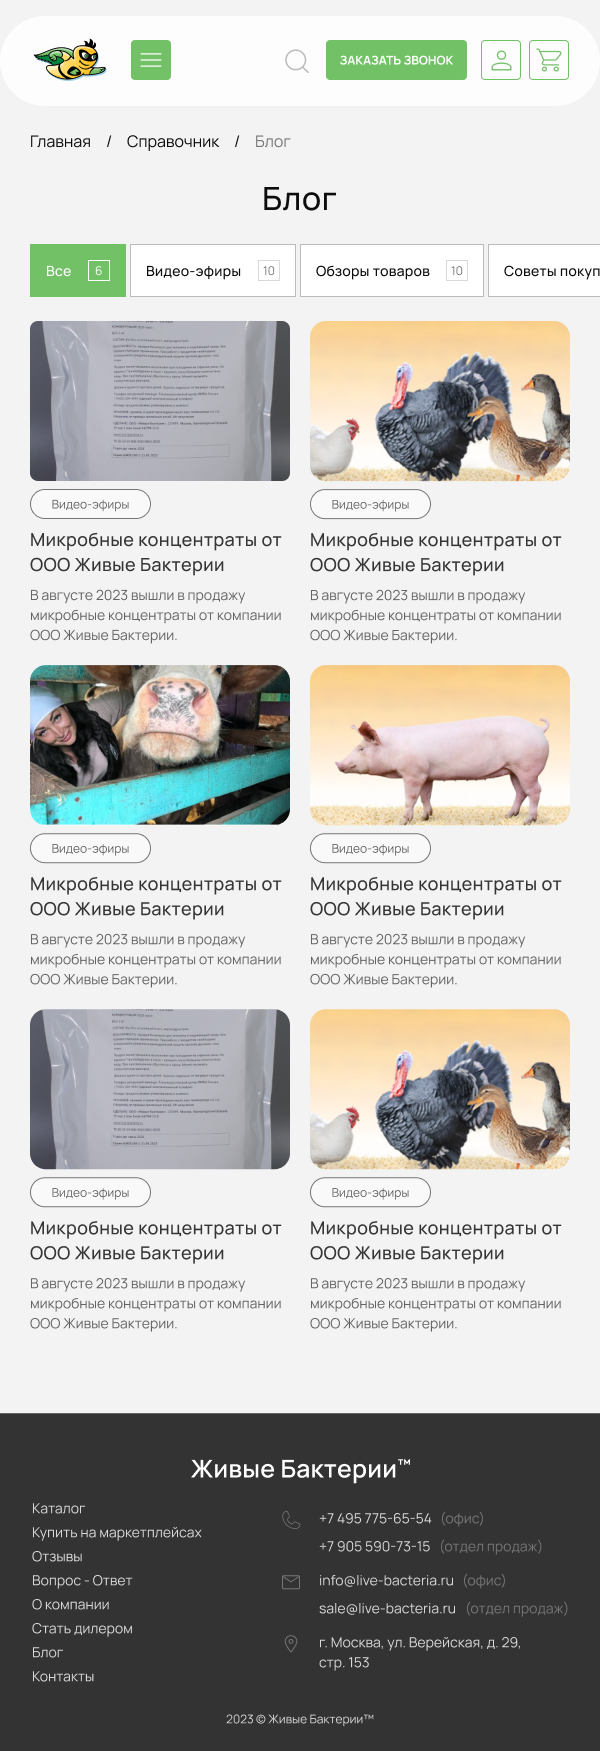 ЗАКАЗАТЬ ЗВОНОК
Главная / Справочник / Блог
Блог
Все 6 Видео-эфиры 10 Обзоры товаров 10 Советы покуп
Видео-эфиры
Микробные концентраты от
ООО Живые Бактерии
В августе 2023 вышли в продажу
микробные концентраты от компании
ООО Живые Бактерии.
Видео-эфиры
Микробные концентраты от
ООО Живые Бактерии
В августе 2023 вышли в продажу
микробные концентраты от компании
ООО Живые Бактерии.
Видео-эфиры
Микробные концентраты от
ООО Живые Бактерии
В августе 2023 вышли в продажу
микробные концентраты от компании
ООО Живые Бактерии.
Видео-эфиры
Микробные концентраты от
ООО Живые Бактерии
В августе 2023 вышли в продажу
микробные концентраты от компании
ООО Живые Бактерии.
Видео-эфиры
Микробные концентраты от
ООО Живые Бактерии
В августе 2023 вышли в продажу
микробные концентраты от компании
ООО Живые Бактерии.
Видео-эфиры
Микробные концентраты от
ООО Живые Бактерии
В августе 2023 вышли в продажу
микробные концентраты от компании
ООО Живые Бактерии.
Живые Бактерии™
Каталог
Купить на маркетплейсах
Отзывы
Вопрос - Ответ
О компании
Стать дилером
Блог
Контакты
+7 495 775-65-54 (офис)
+7 905 590-73-15 (отдел продаж)
info@live-bacteria.ru (офис)
sale@live-bacteria.ru (отдел продаж)
г. Москва, ул. Верейская, д. 29,
стр. 153
2023 © Живые Бактерии™